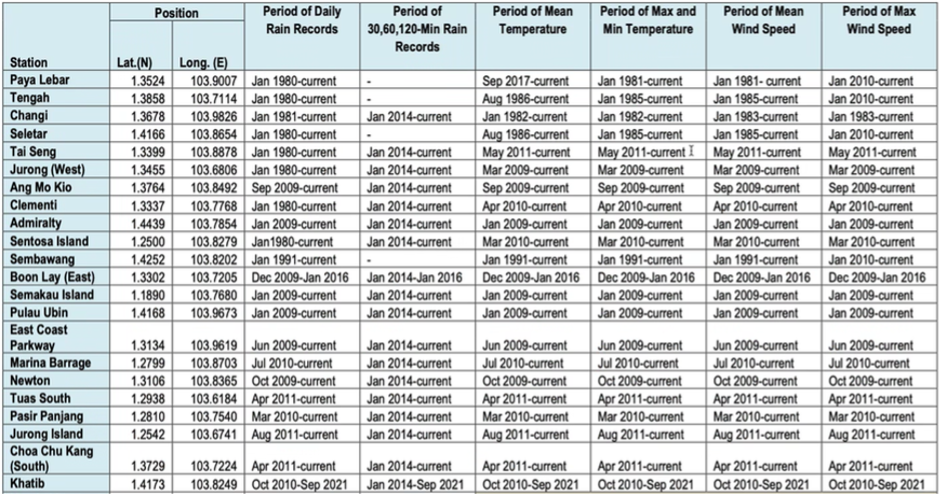 Station Position Period of Daily Rain Records Period of 30,60,120-Min Rain Records Period of Mean Temperature Period of Max and Min Temperature Period of Mean Wind Speed Period of Max Wind Speed
Lat.(N) Long. (E)
Paya Lebar 1.3524 103.9007 Jan 1980-current - Sep 2017-current Jan 1981-current Jan 1981- current Jan 2010-current
Tengah 1.3858 103.7114 Jan 1980-current - Aug 1986-current Jan 1985-current Jan 1985-current Jan 2010-current
Changi 1.3678 103.9826 Jan 1981-current Jan 2014-current Jan 1982-current Jan 1982-current Jan 1983-current Jan 1983-current
Seletar 1.4166 103.8654 Jan 1980-current - Aug 1986-current Jan 1985-current Jan 1985-current Jan 2010-current
Tai Seng 1.3399 103.8878 Jan 1980-current Jan 2014-current May 2011-current May 2011-current May 2011-current May 2011-current
Jurong (West) 1.3455 103.6806 Jan 1980-current Jan 2014-current Mar 2009-current Mar 2009-current Mar 2009-current Mar 2009-current
Ang Mo Kio 1.3764 103.8492 Sep 2009-current Jan 2014-current Sep 2009-current Sep 2009-current Sep 2009-current Sep 2009-current
Clementi 1.3337 103.7768 Jan 1980-current Jan 2014-current Apr 2010-current Apr 2010-current Apr 2010-current Apr 2010-current
Admiralty 1.4439 103.7854 Jan 2009-current Jan 2014-current Jan 2009-current Jan 2009-current Jan 2009-current Jan 2009-current
Sentosa Island 1.2500 103.8279 Jan1980-current Jan 2014-current Mar 2010-current Mar 2010-current Mar 2010-current Mar 2010-current
Sembawang 1.4252 103.8202 Jan 1991-current - Jan 1991-current Jan 1991-current Jan 1991-current Jan 2010-current
Boon Lay (East) 1.3302 103.7205 Dec 2009-Jan 2016 Jan 2014-Jan 2016 Dec 2009-Jan 2016 Dec 2009-Jan 2016 Dec 2009-Jan 2016 Dec 2009-Jan 2016
Semakau Island 1.1890 103.7680 Jan 2009-current Jan 2014-current Jan 2009-current Jan 2009-current Jan 2009-current Jan 2009-current
Pulau Ubin 1.4168 103.9673 Jan 2009-current Jan 2014-current Jan 2009-current Jan 2009-current Jan 2009-current Jan 2009-current
East Coast Parkway 1.3134 103.9619 Jun 2009-current Jan 2014-current Jun 2009-current Jun 2009-current Jun 2009-current Jun 2009-current
Marina Barrage 1.2799 103.8703 Jul 2010-current Jan 2014-current Jul 2010-current Jul 2010-current Jul 2010-current Jul 2010-current
Newton 1.3106 103.8365 Oct 2009-current Jan 2014-current Oct 2009-current Oct 2009-current Oct 2009-current Oct 2009-current
Tuas South 1.2938 103.6184 Apr 2011-current Jan 2014-current Apr 2011-current Apr 2011-current Apr 2011-current Apr 2011-current
Pasir Panjang 1.2810 103.7540 Mar 2010-current Jan 2014-current Mar 2010-current Mar 2010-current Mar 2010-current Mar 2010-current
Jurong Island 1.2542 103.6741 Aug 2011-current Jan 2014-current Aug 2011-current Aug 2011-current Aug 2011-current Aug 2011-current
Choa Chu Kang (South) 1.3729 103.7224 Apr 2011-current Jan 2014-current Apr 2011-current Apr 2011-current Apr 2011-current Apr 2011-current
Khatib 1.4173 103.8249 Oct 2010-Sep 2021 Jan 2014-Sep 2021 Oct 2010-Sep 2021 Oct 2010-Sep 2021 Oct 2010-Sep 2021 Oct 2010-Sep 2021